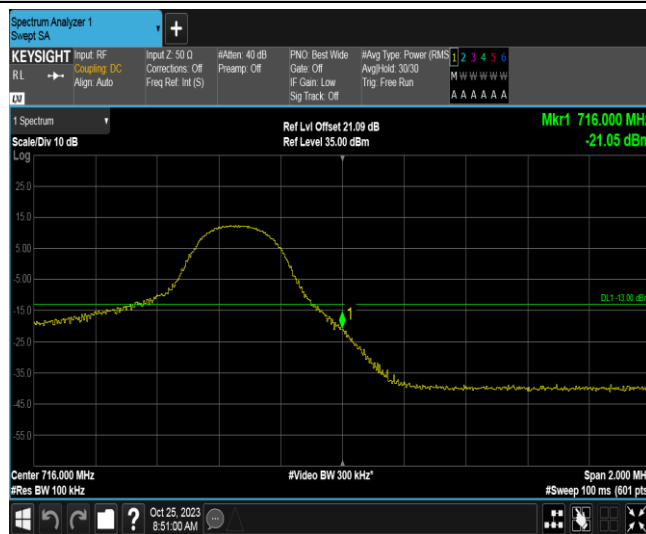 Spectrum Analyzer 1
Swept SA
+
KEYSIGHT
RL
Input: RF
Coupling: DC
Align: Auto
Input Z: 50 Ω
Corrections: Off
Freq Ref: Int (S)
#Atten: 40 dB
Preamp: Off
PNO: Best Wide
Gate: Off
IF Gain: Low
Sig Track: Off
#Avg Type: Power (RMS
Avg|Hold: 30/30
Trig: Free Run
1 2 3 4 5 6
M W W W W W
A A A A A A
LXI
1 Spectrum
Scale/Div 10 dB
Ref Lvl Offset 21.09 dB
Ref Level 35.00 dBm
Mkr1 716.000 MHz
-21.05 dBm
Log
25.0
15.0
5.00
-5.00
DL1 -13.00 dBm
-15.0
1
-25.0
-35.0
-45.0
-55.0
Center 716.000 MHz
#Video BW 300 kHz*
Span 2.000 MHz
#Res BW 100 kHz
#Sweep 100 ms (601 pts
?
Oct 25, 2023
8:51:00 AM